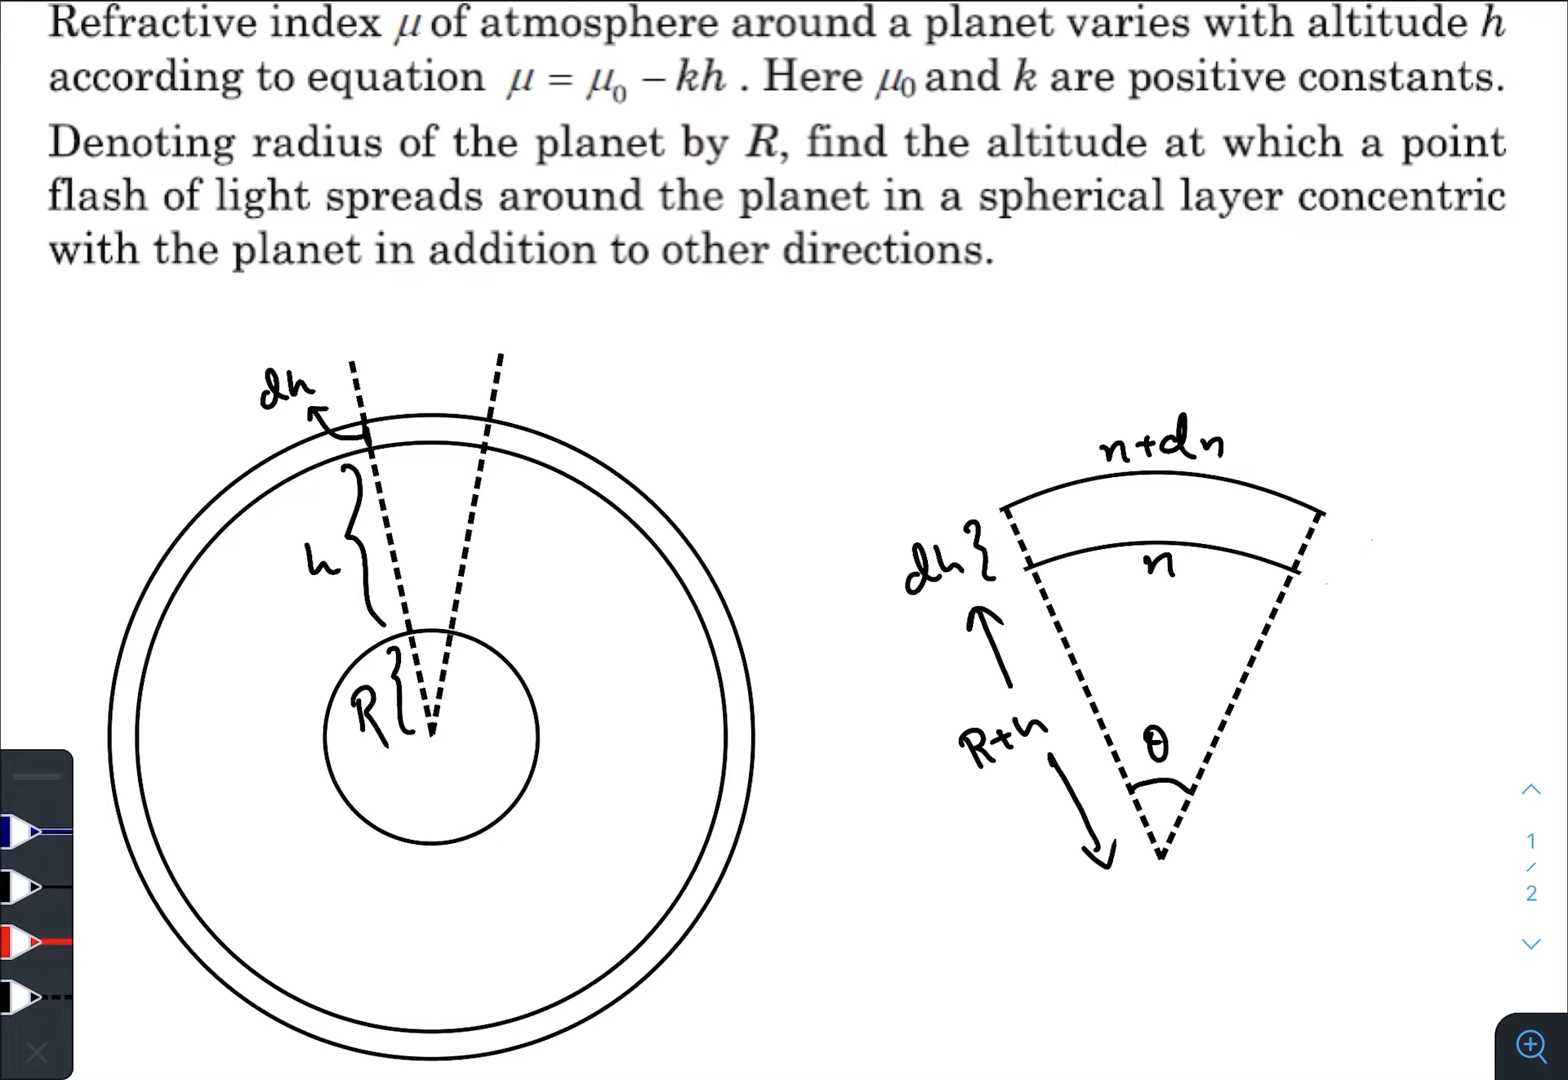 Refractive index μ of atmosphere around a planet varies with altitude h
according to equation μ = μ₀ – kh . Here μ₀ and k are positive constants.
Denoting radius of the planet by R, find the altitude at which a point
flash of light spreads around the planet in a spherical layer concentric
with the planet in addition to other directions.
dh
h
R
n+dn
dh
n
R+h
θ
1
/
2